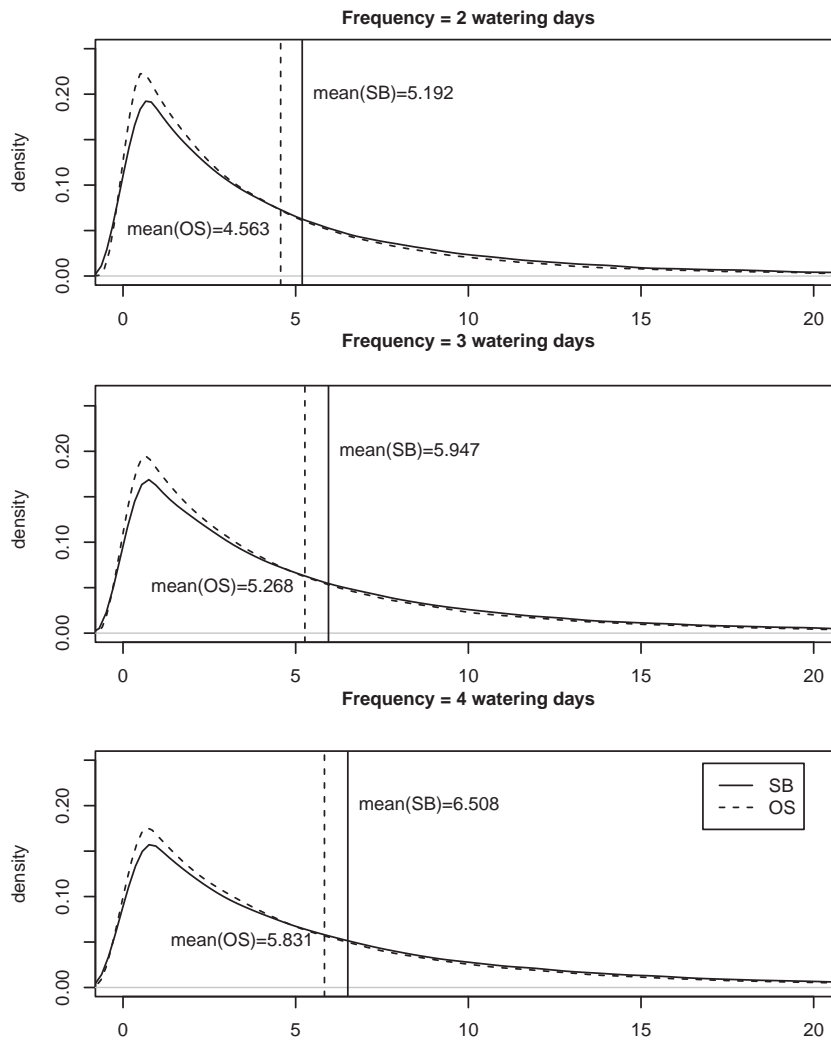 Frequency = 2 watering days
density
0.00
0.10
0.20
mean(SB)=5.192
mean(OS)=4.563
0 5 10 15 20
Frequency = 3 watering days
density
0.00
0.10
0.20
mean(SB)=5.947
mean(OS)=5.268
0 5 10 15 20
Frequency = 4 watering days
density
0.00
0.10
0.20
mean(SB)=6.508
mean(OS)=5.831
SB
OS
0 5 10 15 20